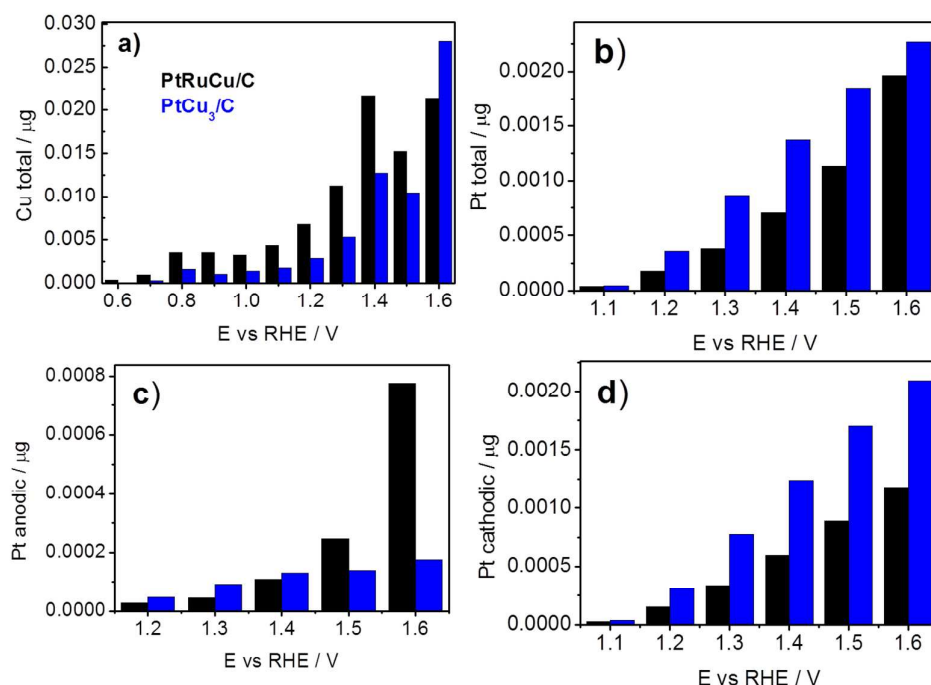 a)
PtRuCu/C
PtCu₃/C
Cu total / μg
0.030
0.025
0.020
0.015
0.010
0.005
0.000
0.6 0.8 1.0 1.2 1.4 1.6
E vs RHE / V
b)
Pt total / μg
0.0020
0.0015
0.0010
0.0005
0.0000
1.1 1.2 1.3 1.4 1.5 1.6
E vs RHE / V
c)
Pt anodic / μg
0.0008
0.0006
0.0004
0.0002
0.0000
1.2 1.3 1.4 1.5 1.6
E vs RHE / V
d)
Pt cathodic / μg
0.0020
0.0015
0.0010
0.0005
0.0000
1.1 1.2 1.3 1.4 1.5 1.6
E vs RHE / V